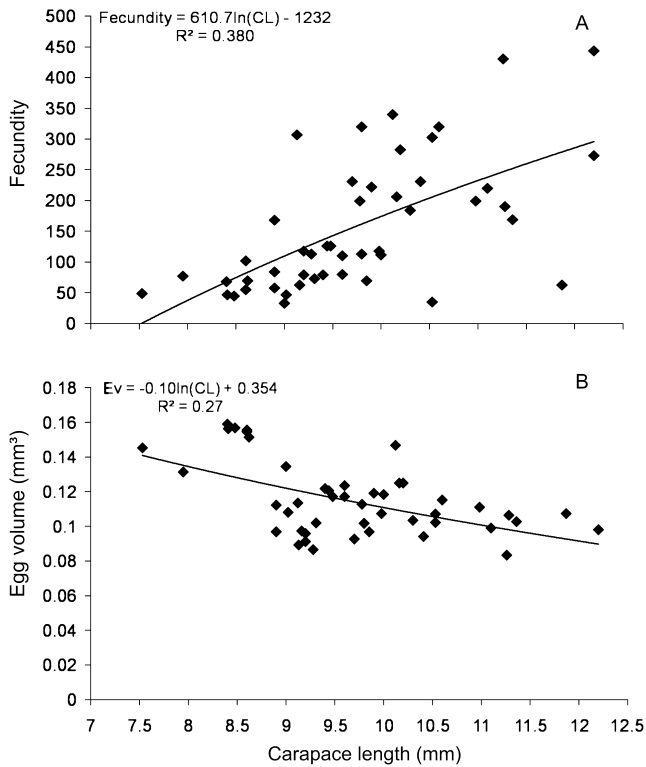 Fecundity = 610.7ln(CL) - 1232
R² = 0.380
A
500
450
400
350
300
250
200
150
100
50
0
Fecundity
Ev = -0.10ln(CL) + 0.354
R² = 0.27
B
0.18
0.16
0.14
0.12
0.1
0.08
0.06
0.04
0.02
0
Egg volume (mm³)
7 7.5 8 8.5 9 9.5 10 10.5 11 11.5 12 12.5
Carapace length (mm)